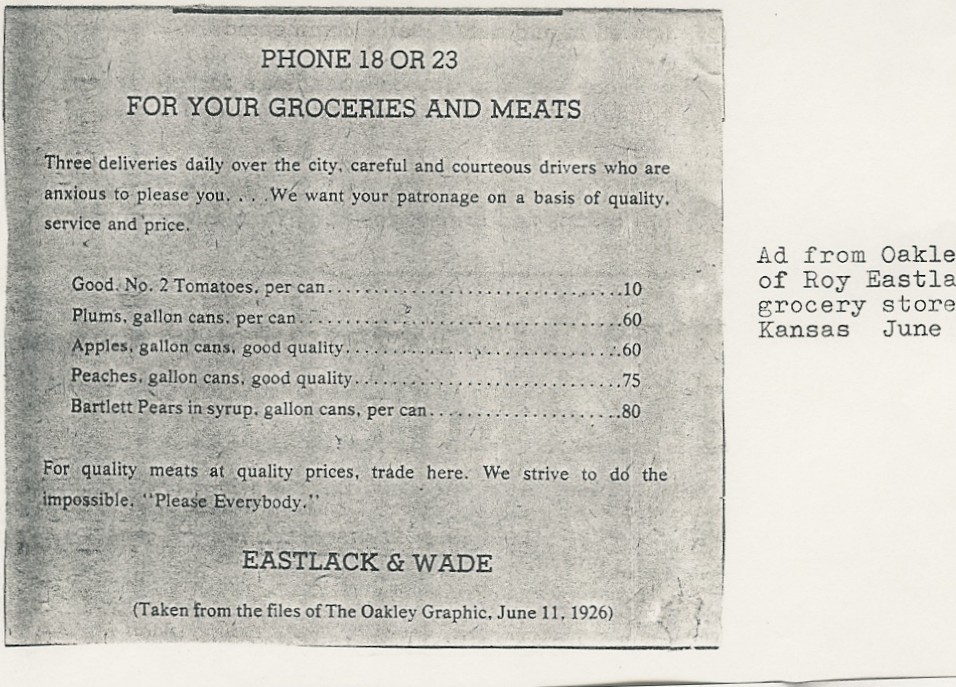 PHONE 18 OR 23
FOR YOUR GROCERIES AND MEATS
Three deliveries daily over the city, careful and courteous drivers who are
anxious to please you. . . .We want your patronage on a basis of quality,
service and price.
Good, No. 2 Tomatoes, per can.................................10
Plums, gallon cans, per can....................................60
Apples, gallon cans, good quality..............................60
Peaches, gallon cans, good quality.............................75
Bartlett Pears in syrup, gallon cans, per can....................80
For quality meats at quality prices, trade here. We strive to do the
impossible, "Please Everybody."
EASTLACK & WADE
(Taken from the files of The Oakley Graphic, June 11, 1926)
Ad from Oakle
of Roy Eastla
grocery store
Kansas June